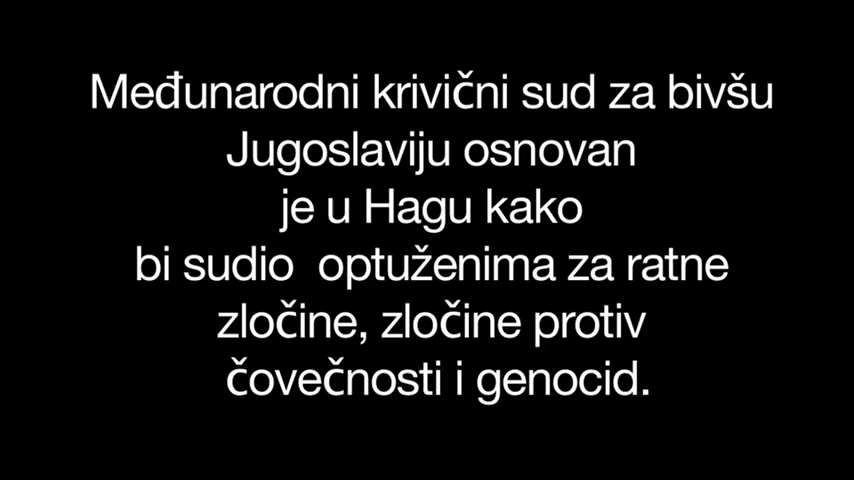 Međunarodni krivični sud za bivšu
Jugoslaviju osnovan
je u Hagu kako
bi sudio optuženima za ratne
zločine, zločine protiv
čovečnosti i genocid.